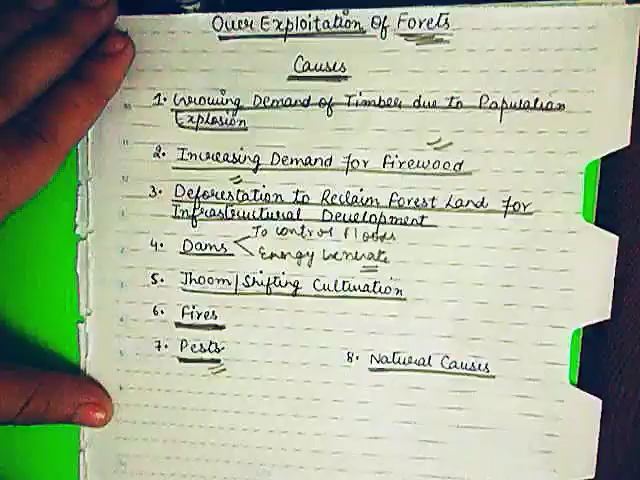 Over Exploitation Of Forets
Causes
1. Growing Demand of Timber due to Population
Explosion
2. Increasing Demand for Firewood
3. Deforestation to Reclaim Forest Land for
Infrastructural Development
To control floods
4. Dams
Energy Generate
5. Jhoom/Shifting Cultivation
6. Fires
7. Pests
8. Natural Causes